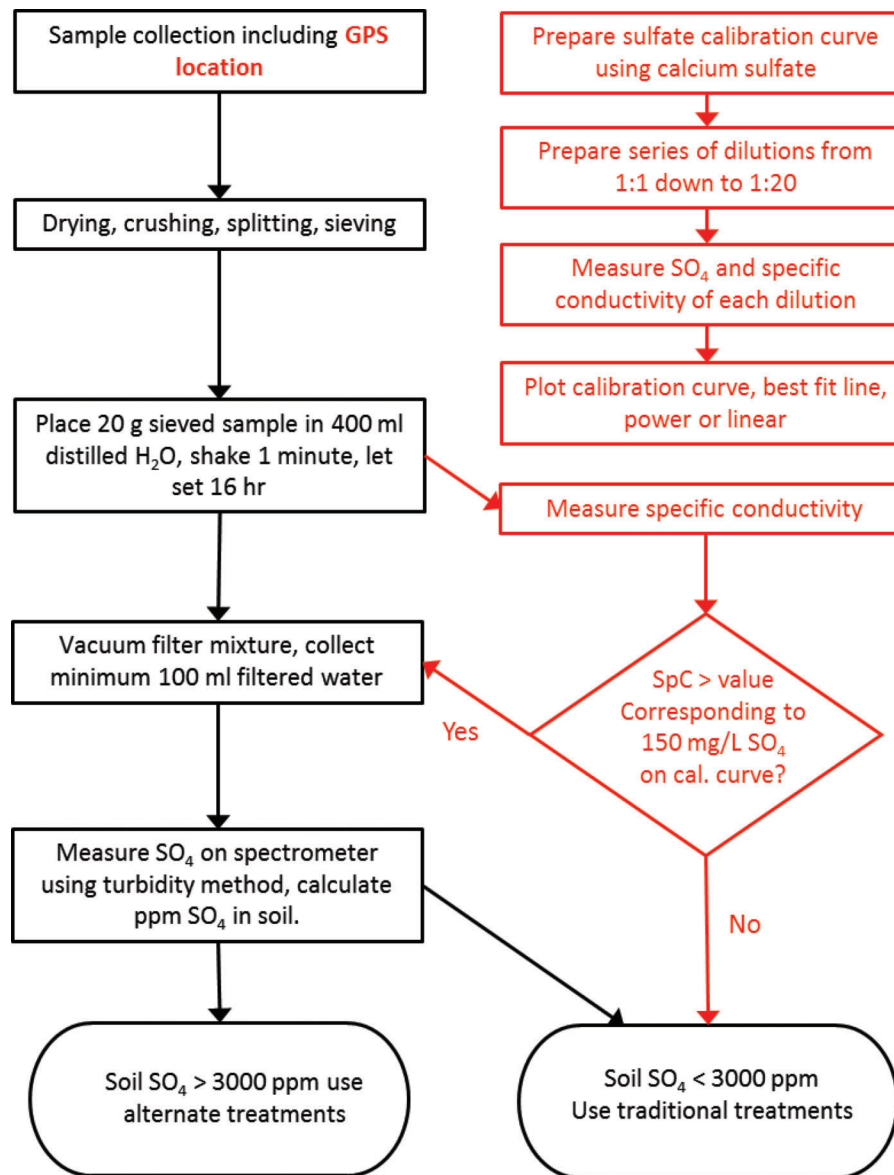 Sample collection including GPS
location
Drying, crushing, splitting, sieving
Place 20 g sieved sample in 400 ml
distilled H₂O, shake 1 minute, let
set 16 hr
Vacuum filter mixture, collect
minimum 100 ml filtered water
Measure SO₄ on spectrometer
using turbidity method, calculate
ppm SO₄ in soil.
Soil SO₄ > 3000 ppm use
alternate treatments
Prepare sulfate calibration curve
using calcium sulfate
Prepare series of dilutions from
1:1 down to 1:20
Measure SO₄ and specific
conductivity of each dilution
Plot calibration curve, best fit line,
power or linear
Measure specific conductivity
SpC > value
Corresponding to
150 mg/L SO₄
on cal. curve?
Yes
No
Soil SO₄ < 3000 ppm
Use traditional treatments